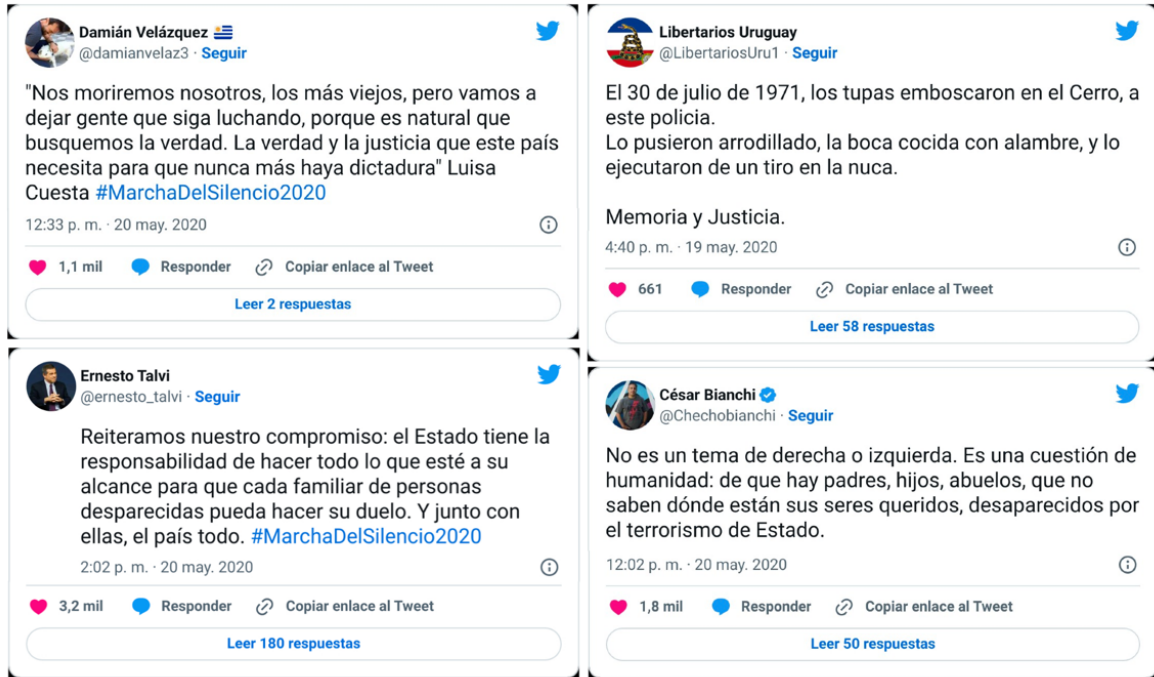 Damián Velázquez 🇺🇾
@damianvelaz3 · Seguir
"Nos moriremos nosotros, los más viejos, pero vamos a
dejar gente que siga luchando, porque es natural que
busquemos la verdad. La verdad y la justicia que este país
necesita para que nunca más haya dictadura" Luisa
Cuesta #MarchaDelSilencio2020
12:33 p. m. · 20 may. 2020
1,1 mil Responder Copiar enlace al Tweet
Leer 2 respuestas
Libertarios Uruguay
@LibertariosUru1 · Seguir
El 30 de julio de 1971, los tupas emboscaron en el Cerro, a
este policia.
Lo pusieron arrodillado, la boca cocida con alambre, y lo
ejecutaron de un tiro en la nuca.
Memoria y Justicia.
4:40 p. m. · 19 may. 2020
661 Responder Copiar enlace al Tweet
Leer 58 respuestas
Ernesto Talvi
@ernesto_talvi · Seguir
Reiteramos nuestro compromiso: el Estado tiene la
responsabilidad de hacer todo lo que esté a su
alcance para que cada familiar de personas
desparecidas pueda hacer su duelo. Y junto con
ellas, el país todo. #MarchaDelSilencio2020
2:02 p. m. · 20 may. 2020
3,2 mil Responder Copiar enlace al Tweet
Leer 180 respuestas
César Bianchi
@Chechobianchi · Seguir
No es un tema de derecha o izquierda. Es una cuestión de
humanidad: de que hay padres, hijos, abuelos, que no
saben dónde están sus seres queridos, desaparecidos por
el terrorismo de Estado.
12:02 p. m. · 20 may. 2020
1,8 mil Responder Copiar enlace al Tweet
Leer 50 respuestas